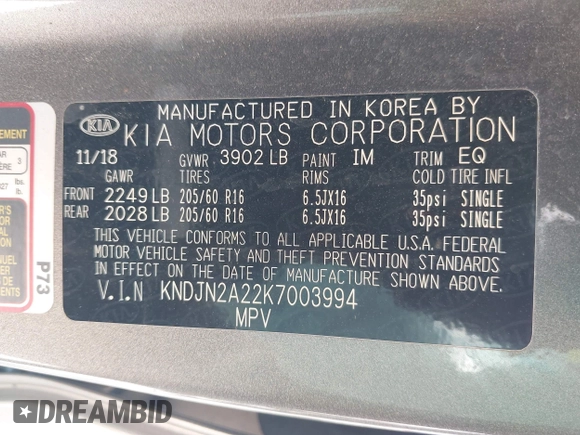 MANUFACTURED IN KOREA BY
KIA KIA MOTORS CORPORATION
11/18 GVWR 3902 LB PAINT IM TRIM EQ
GAWR TIRES RIMS COLD TIRE INFL
FRONT 2249 LB 205/60 R16 6.5JX16 35psi SINGLE
REAR 2028 LB 205/60 R16 6.5JX16 35psi SINGLE
THIS VEHICLE CONFORMS TO ALL APPLICABLE U.S.A. FEDERAL
MOTOR VEHICLE SAFETY AND THEFT PREVENTION STANDARDS
IN EFFECT ON THE DATE OF MANUFACTURE SHOWN ABOVE.
V.I.N KNDJN2A22K7003994
MPV
P73
DREAMBID